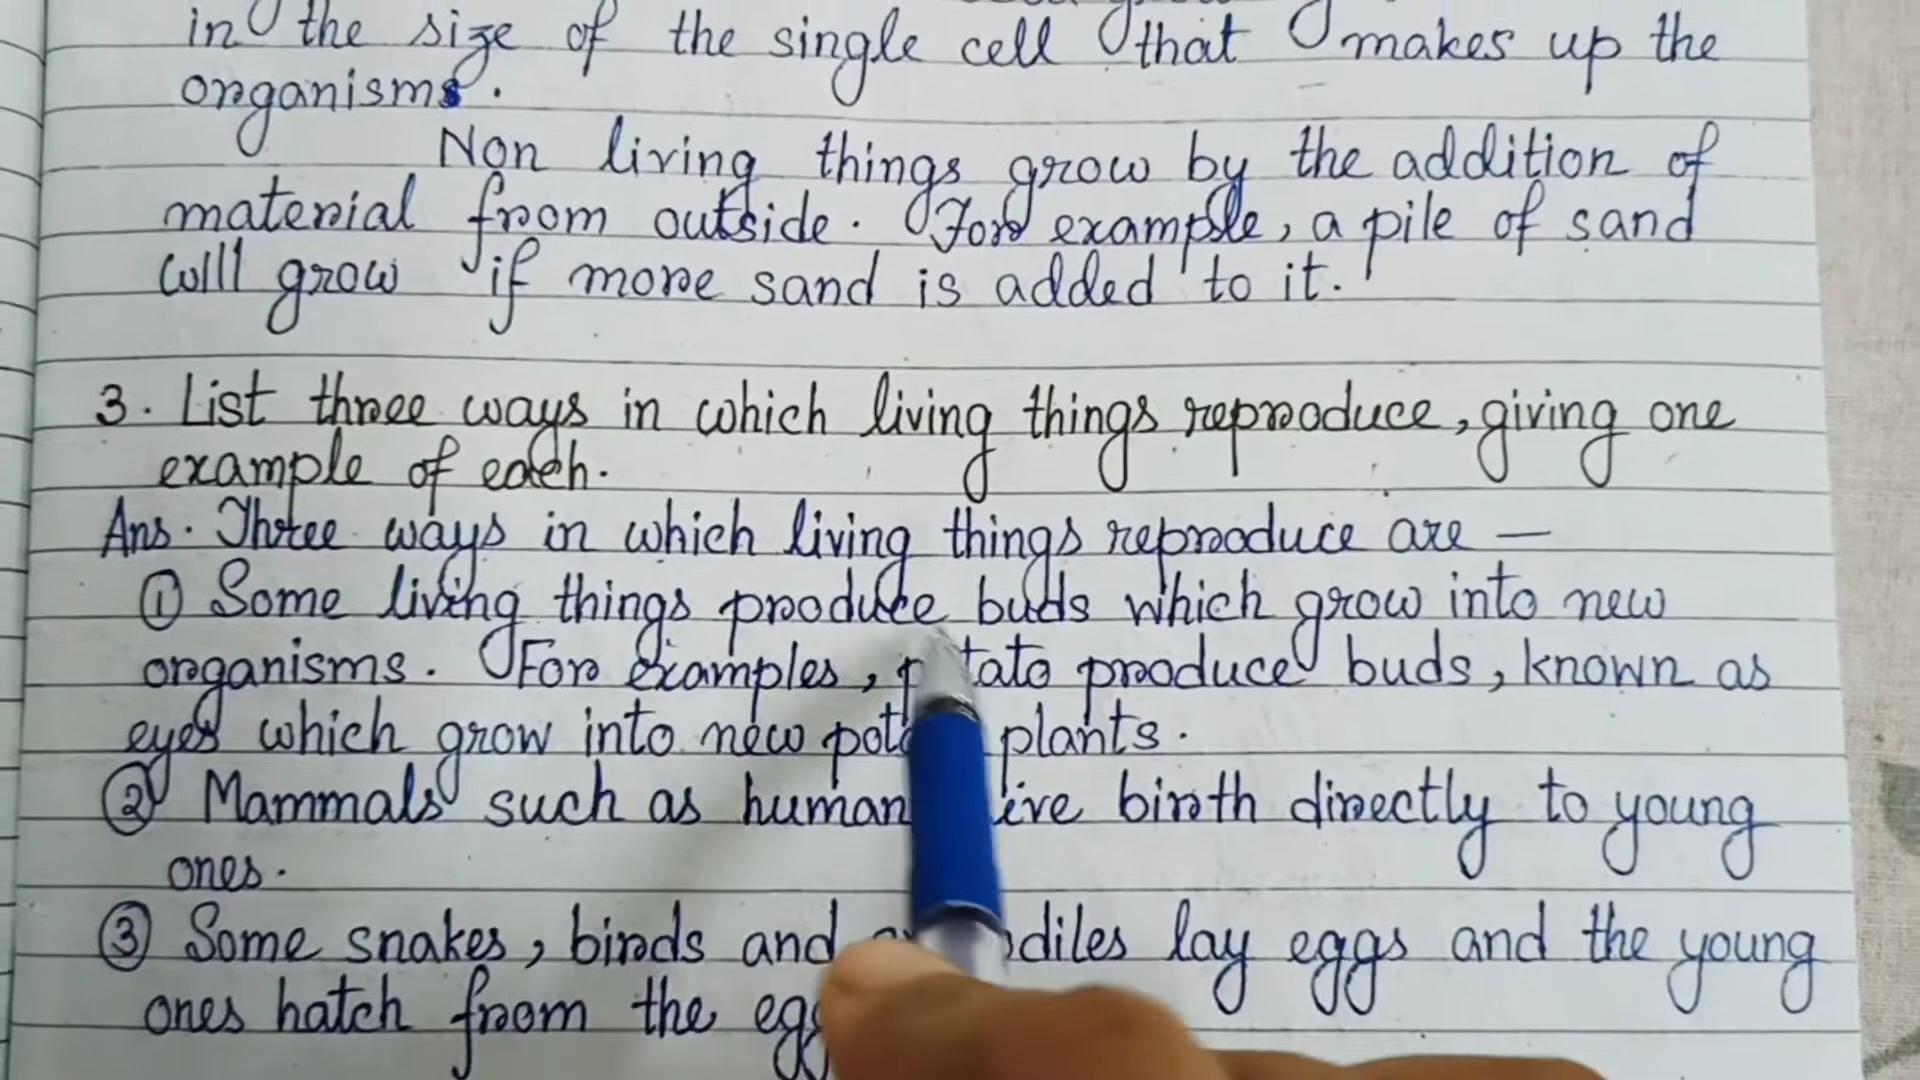 in the size of the single cell that makes up the
organisms.
Non living things grow by the addition of
material from outside. For example, a pile of sand
will grow if more sand is added to it.
3. List three ways in which living things reproduce, giving one
example of each.
Ans. Three ways in which living things reproduce are —
① Some living things produce buds which grow into new
organisms. For examples, potato produce buds, known as
eyes which grow into new plants.
② Mammals such as human birth directly to young
ones.
③ Some snakes, birds and lay eggs and the young
ones hatch from the